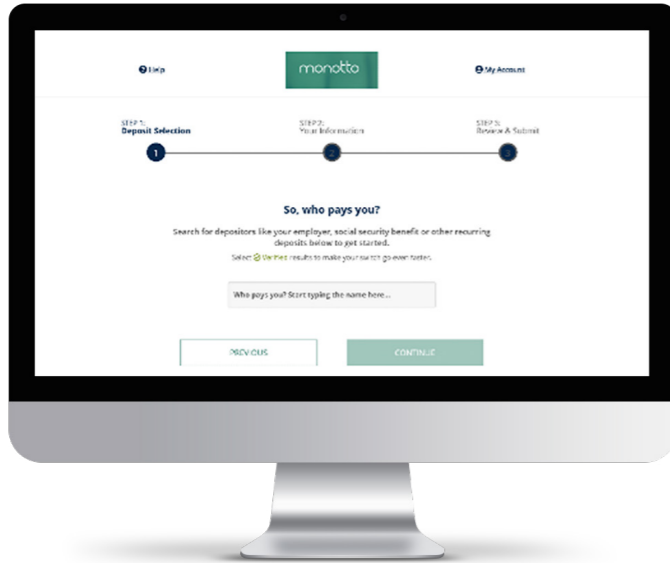 Help
monotto
My Account
STEP 1:
Deposit Selection
STEP 2:
Your Information
STEP 3:
Review & Submit
1
2
3
So, who pays you?
Search for depositors like your employer, social security benefit or other recurring
deposits below to get started.
Select Verified results to make your switch go even faster.
Who pays you? Start typing the name here...
PREVIOUS
CONTINUE